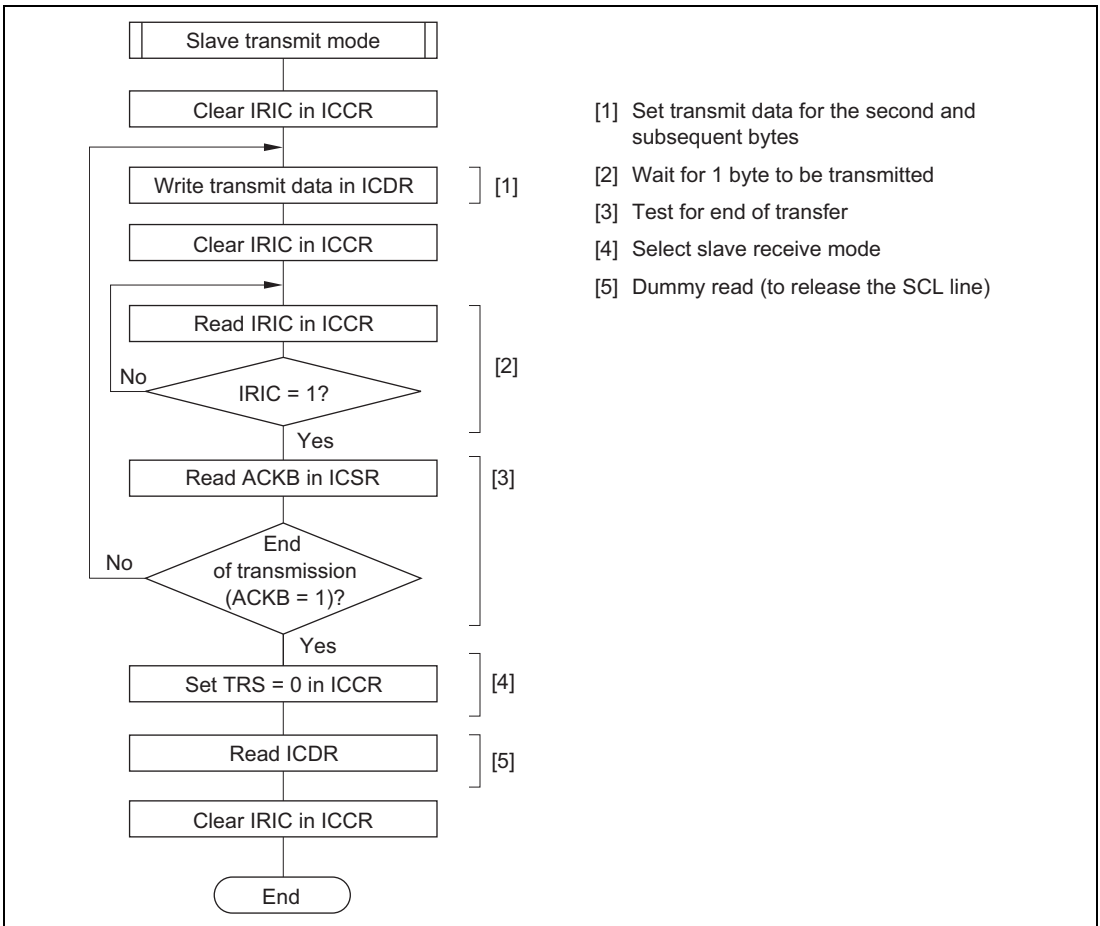 Slave transmit mode
Clear IRIC in ICCR
Write transmit data in ICDR
[1]
Clear IRIC in ICCR
Read IRIC in ICCR
[2]
No
IRIC = 1?
Yes
Read ACKB in ICSR
[3]
No
End
of transmission
(ACKB = 1)?
Yes
Set TRS = 0 in ICCR
[4]
Read ICDR
[5]
Clear IRIC in ICCR
End
[1] Set transmit data for the second and
subsequent bytes
[2] Wait for 1 byte to be transmitted
[3] Test for end of transfer
[4] Select slave receive mode
[5] Dummy read (to release the SCL line)